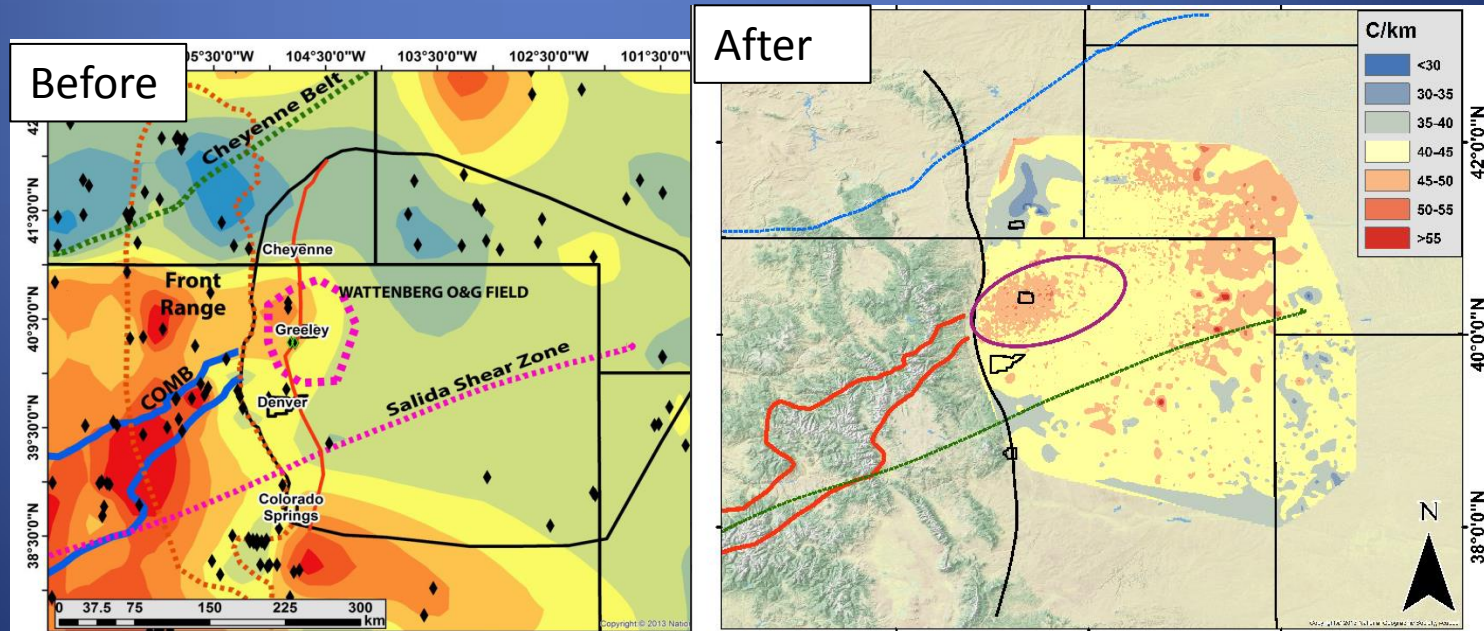 Before
105°30'0"W 104°30'0"W 103°30'0"W 102°30'0"W 101°30'0"W
41°30'0"N
40°30'0"N
39°30'0"N
38°30'0"N
Cheyenne Belt
Cheyenne
Front
Range
WATTENBERG O&G FIELD
Greeley
Salida Shear Zone
COMB
Denver
Colorado
Springs
0 37.5 75 150 225 300
km
Copyright © 2013 Natio
After
C/km
<30
30-35
35-40
40-45
45-50
50-55
>55
42°0'0"N
40°0'0"N
38°0'0"N
N